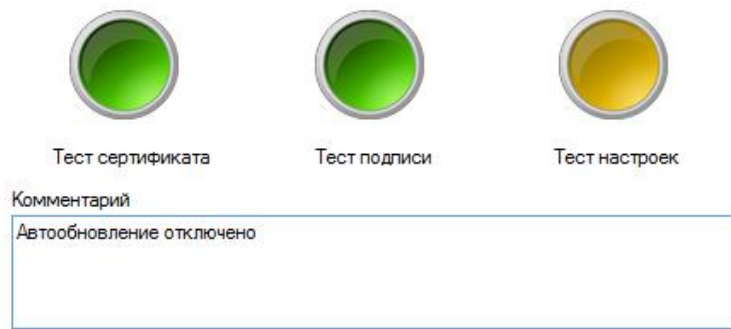 Тест сертификата
Тест подписи
Тест настроек
Комментарий
Автообновление отключено